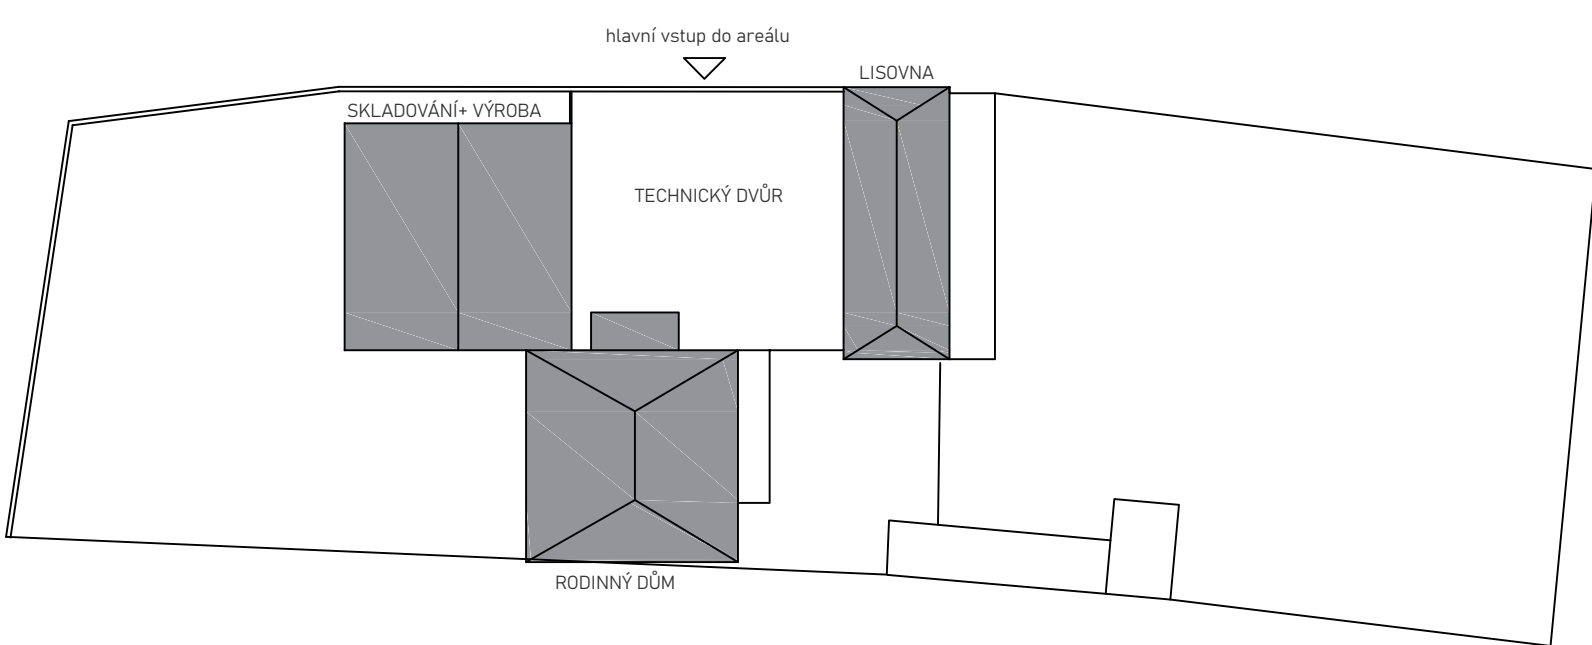 hlavní vstup do areálu
LISOVNA
SKLADOVÁNÍ+ VÝROBA
TECHNICKÝ DVŮR
RODINNÝ DŮM